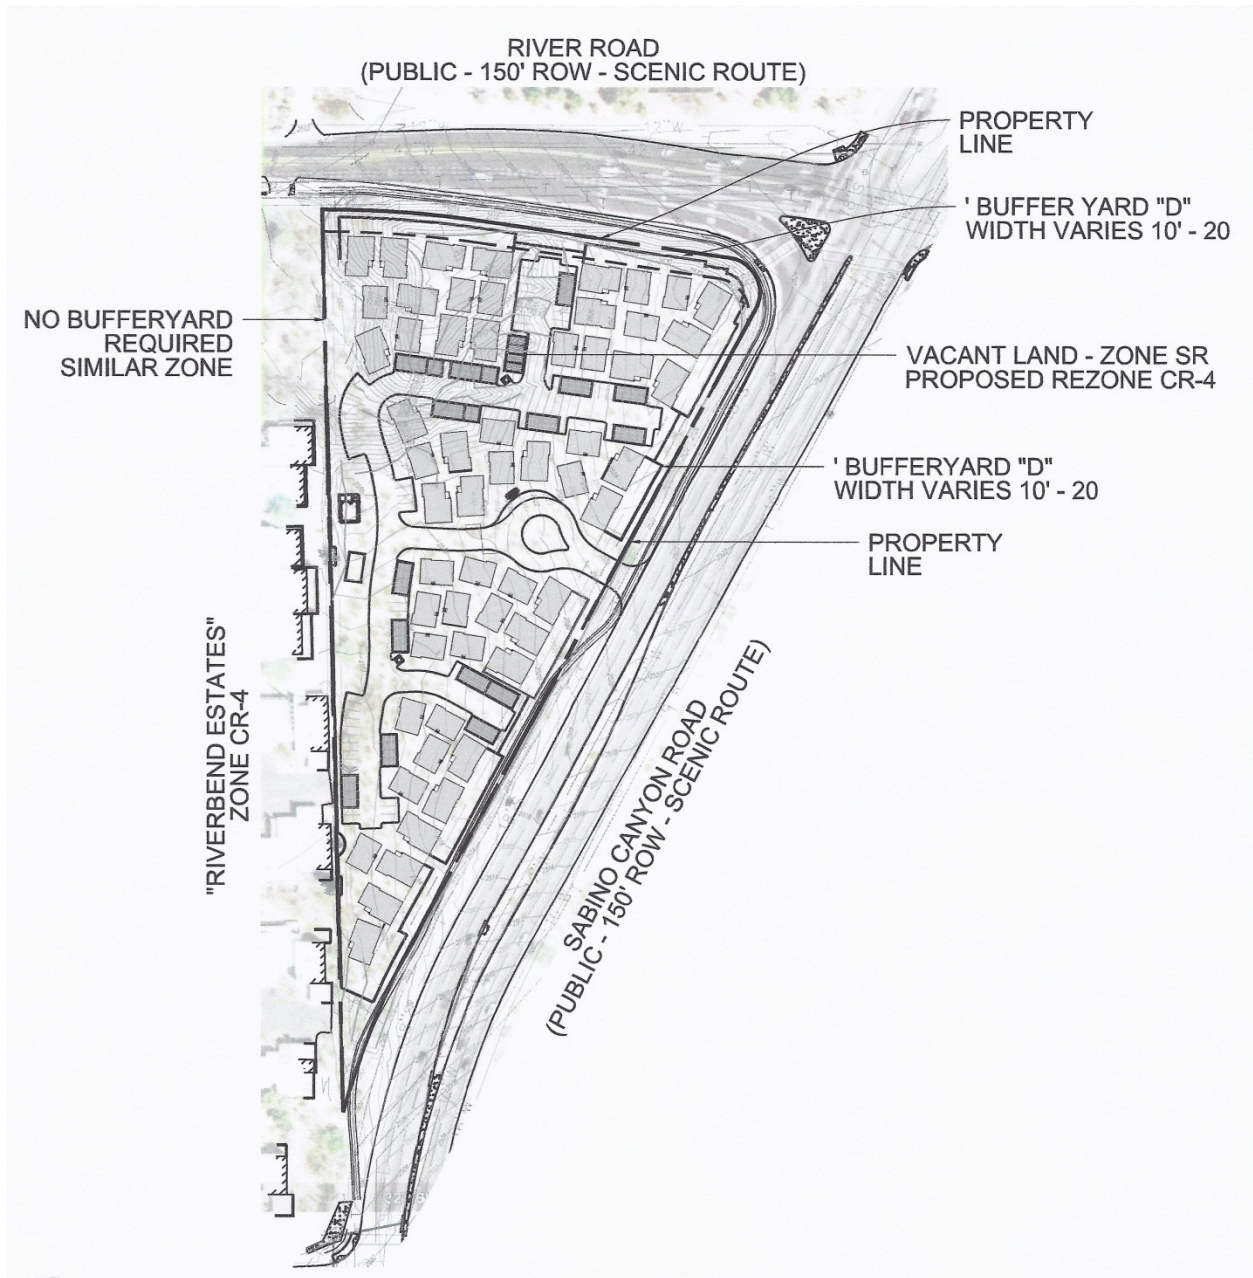 RIVER ROAD
(PUBLIC - 150' ROW - SCENIC ROUTE)
PROPERTY
LINE
' BUFFER YARD "D"
WIDTH VARIES 10' - 20
NO BUFFERYARD
REQUIRED
SIMILAR ZONE
VACANT LAND - ZONE SR
PROPOSED REZONE CR-4
' BUFFERYARD "D"
WIDTH VARIES 10' - 20
PROPERTY
LINE
"RIVERBEND ESTATES"
ZONE CR-4
SABINO CANYON ROAD
(PUBLIC - 150' ROW - SCENIC ROUTE)